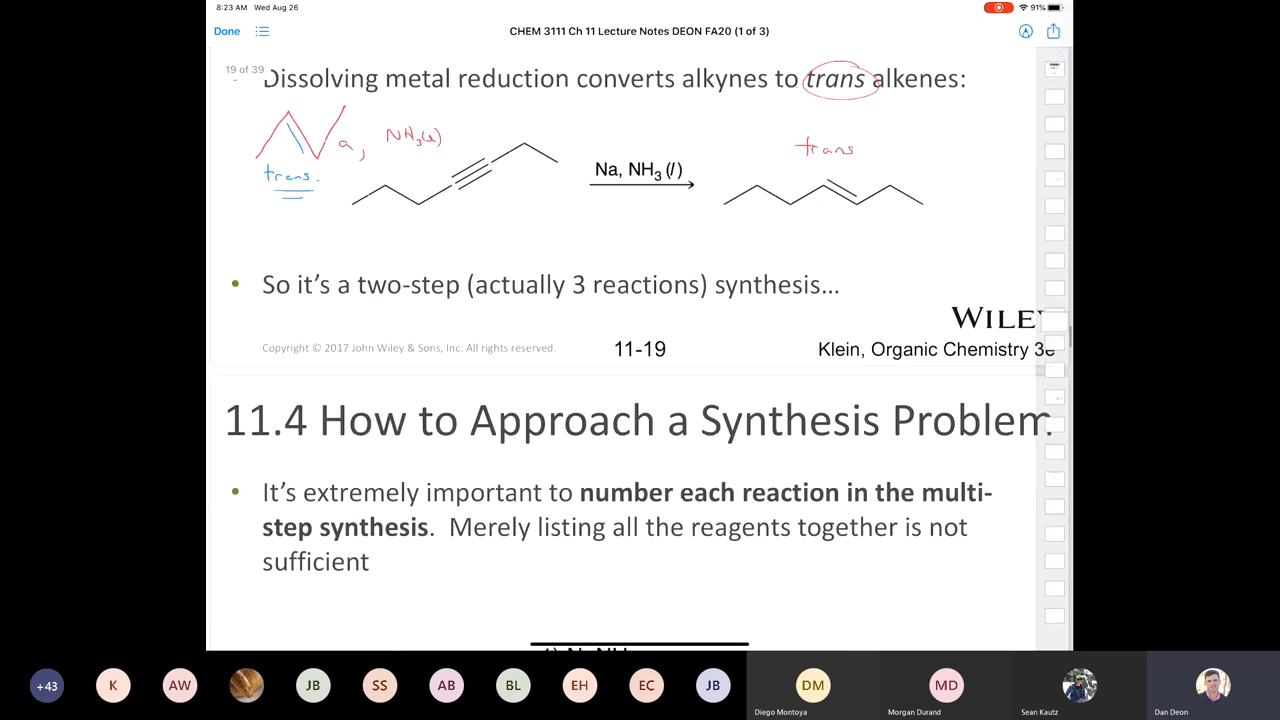 8:23 AM Wed Aug 26
91%
Done
CHEM 3111 Ch 11 Lecture Notes DEON FA20 (1 of 3)
19 of 39
Dissolving metal reduction converts alkynes to trans alkenes:
a, NH3(l)
trans
Na, NH3 (l)
trans.
• So it's a two-step (actually 3 reactions) synthesis…
WILEY
Copyright © 2017 John Wiley & Sons, Inc. All rights reserved.
11-19
Klein, Organic Chemistry 3e
11.4 How to Approach a Synthesis Problem
• It's extremely important to number each reaction in the multi-
step synthesis. Merely listing all the reagents together is not
sufficient
+43
K
AW
JB
SS
AB
BL
EH
EC
JB
DM
MD
Diego Montoya
Morgan Durand
Sean Kautz
Dan Deon